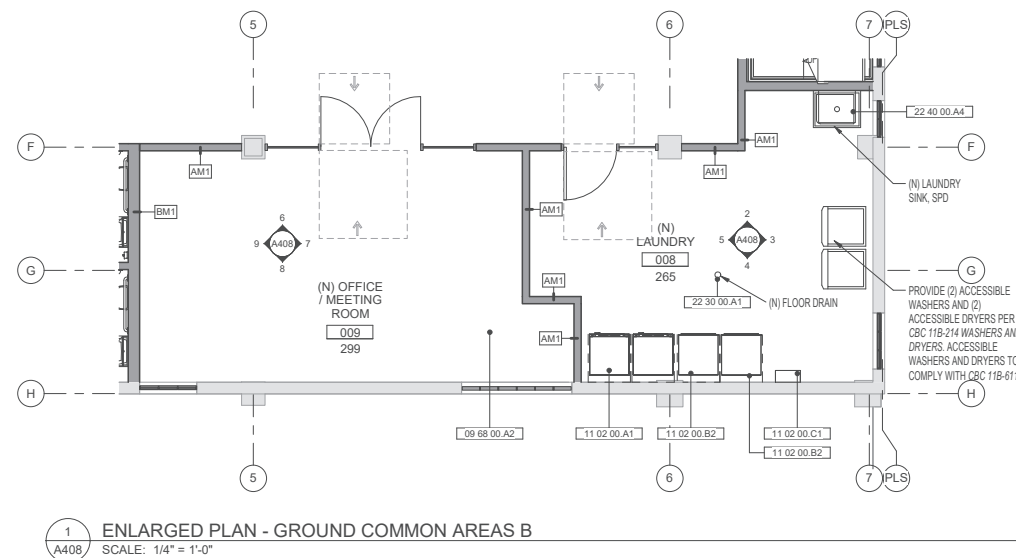 5
6
7
PLS
F
AM1
AM1
AM1
22 40 00.A4
F
(N) LAUNDRY
SINK, SPD
BM1
AM1
6
9 A408 7
8
2
5 A408 3
4
(N)
LAUNDRY
008
265
G
G
(N) OFFICE
/ MEETING
ROOM
009
299
AM1
22 30 00.A1
(N) FLOOR DRAIN
PROVIDE (2) ACCESSIBLE
WASHERS AND (2)
ACCESSIBLE DRYERS PER
CBC 11B-214 WASHERS AN
DRYERS. ACCESSIBLE
WASHERS AND DRYERS TO
COMPLY WITH CBC 11B-611
AM1
H
H
09 68 00.A2
11 02 00.A1
11 02 00.B2
11 02 00.C1
11 02 00.B2
5
6
7
PLS
1
A408
ENLARGED PLAN - GROUND COMMON AREAS B
SCALE: 1/4" = 1'-0"